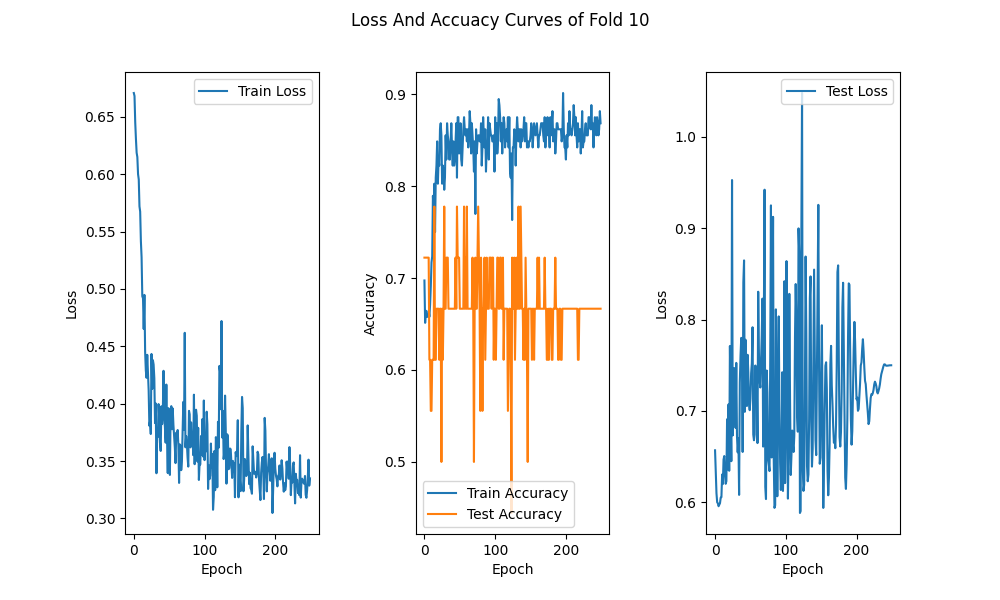 Loss And Accuacy Curves of Fold 10
Train Loss
0.65
0.60
0.55
0.50
0.45
0.40
0.35
0.30
Loss
0
100
200
Epoch
0.9
0.8
0.7
0.6
0.5
Accuracy
Train Accuracy
Test Accuracy
0
100
200
Epoch
Test Loss
1.0
0.9
0.8
0.7
0.6
Loss
0
100
200
Epoch